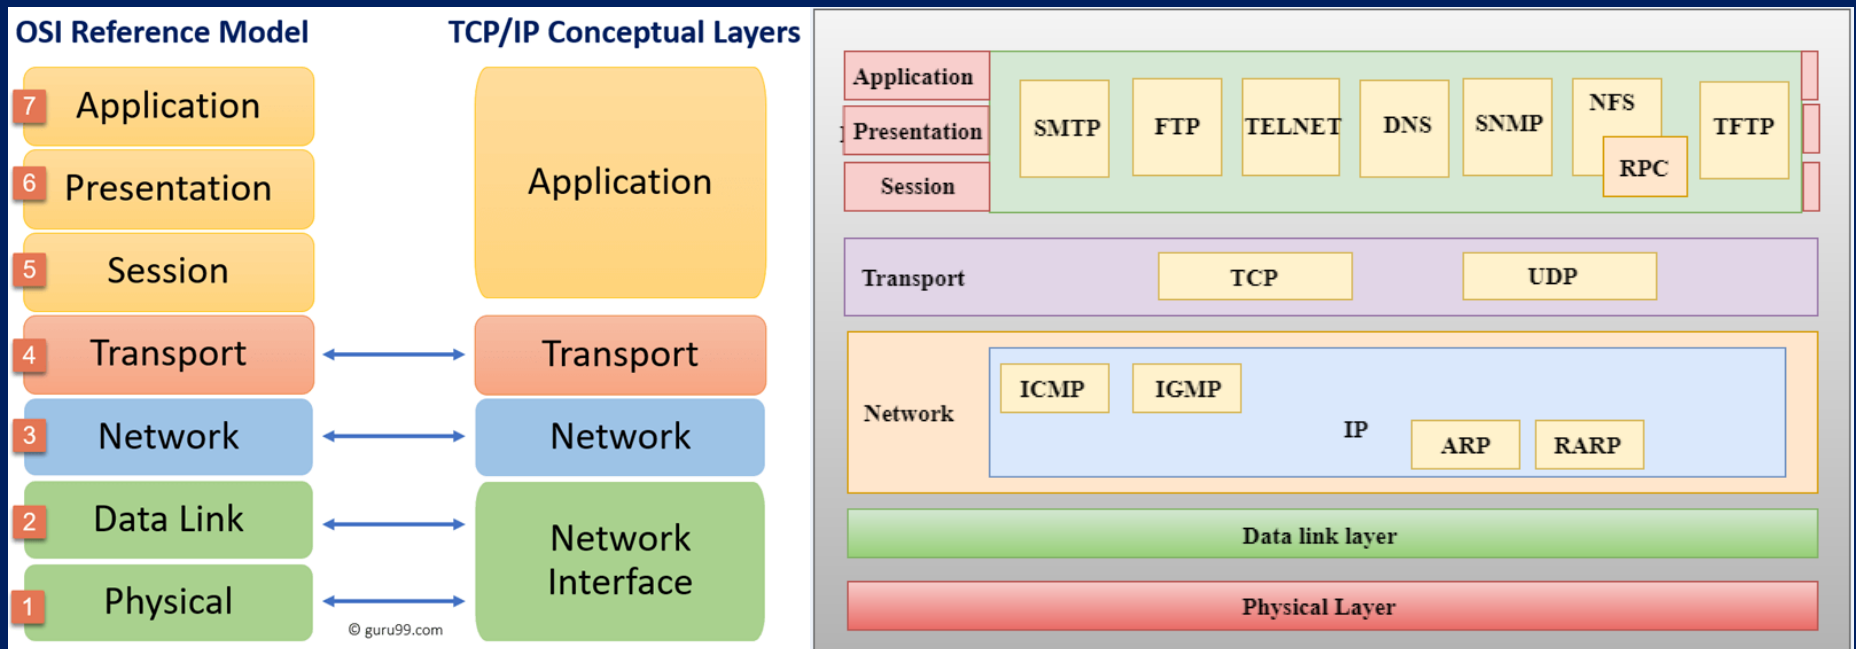 OSI Reference Model
TCP/IP Conceptual Layers
7
Application
6
Presentation
5
Session
4
Transport
3
Network
2
Data Link
1
Physical
Application
Transport
Network
Network
Interface
© guru99.com
Application
Presentation
Session
SMTP
FTP
TELNET
DNS
SNMP
NFS
RPC
TFTP
Transport
TCP
UDP
Network
ICMP
IGMP
IP
ARP
RARP
Data link layer
Physical Layer